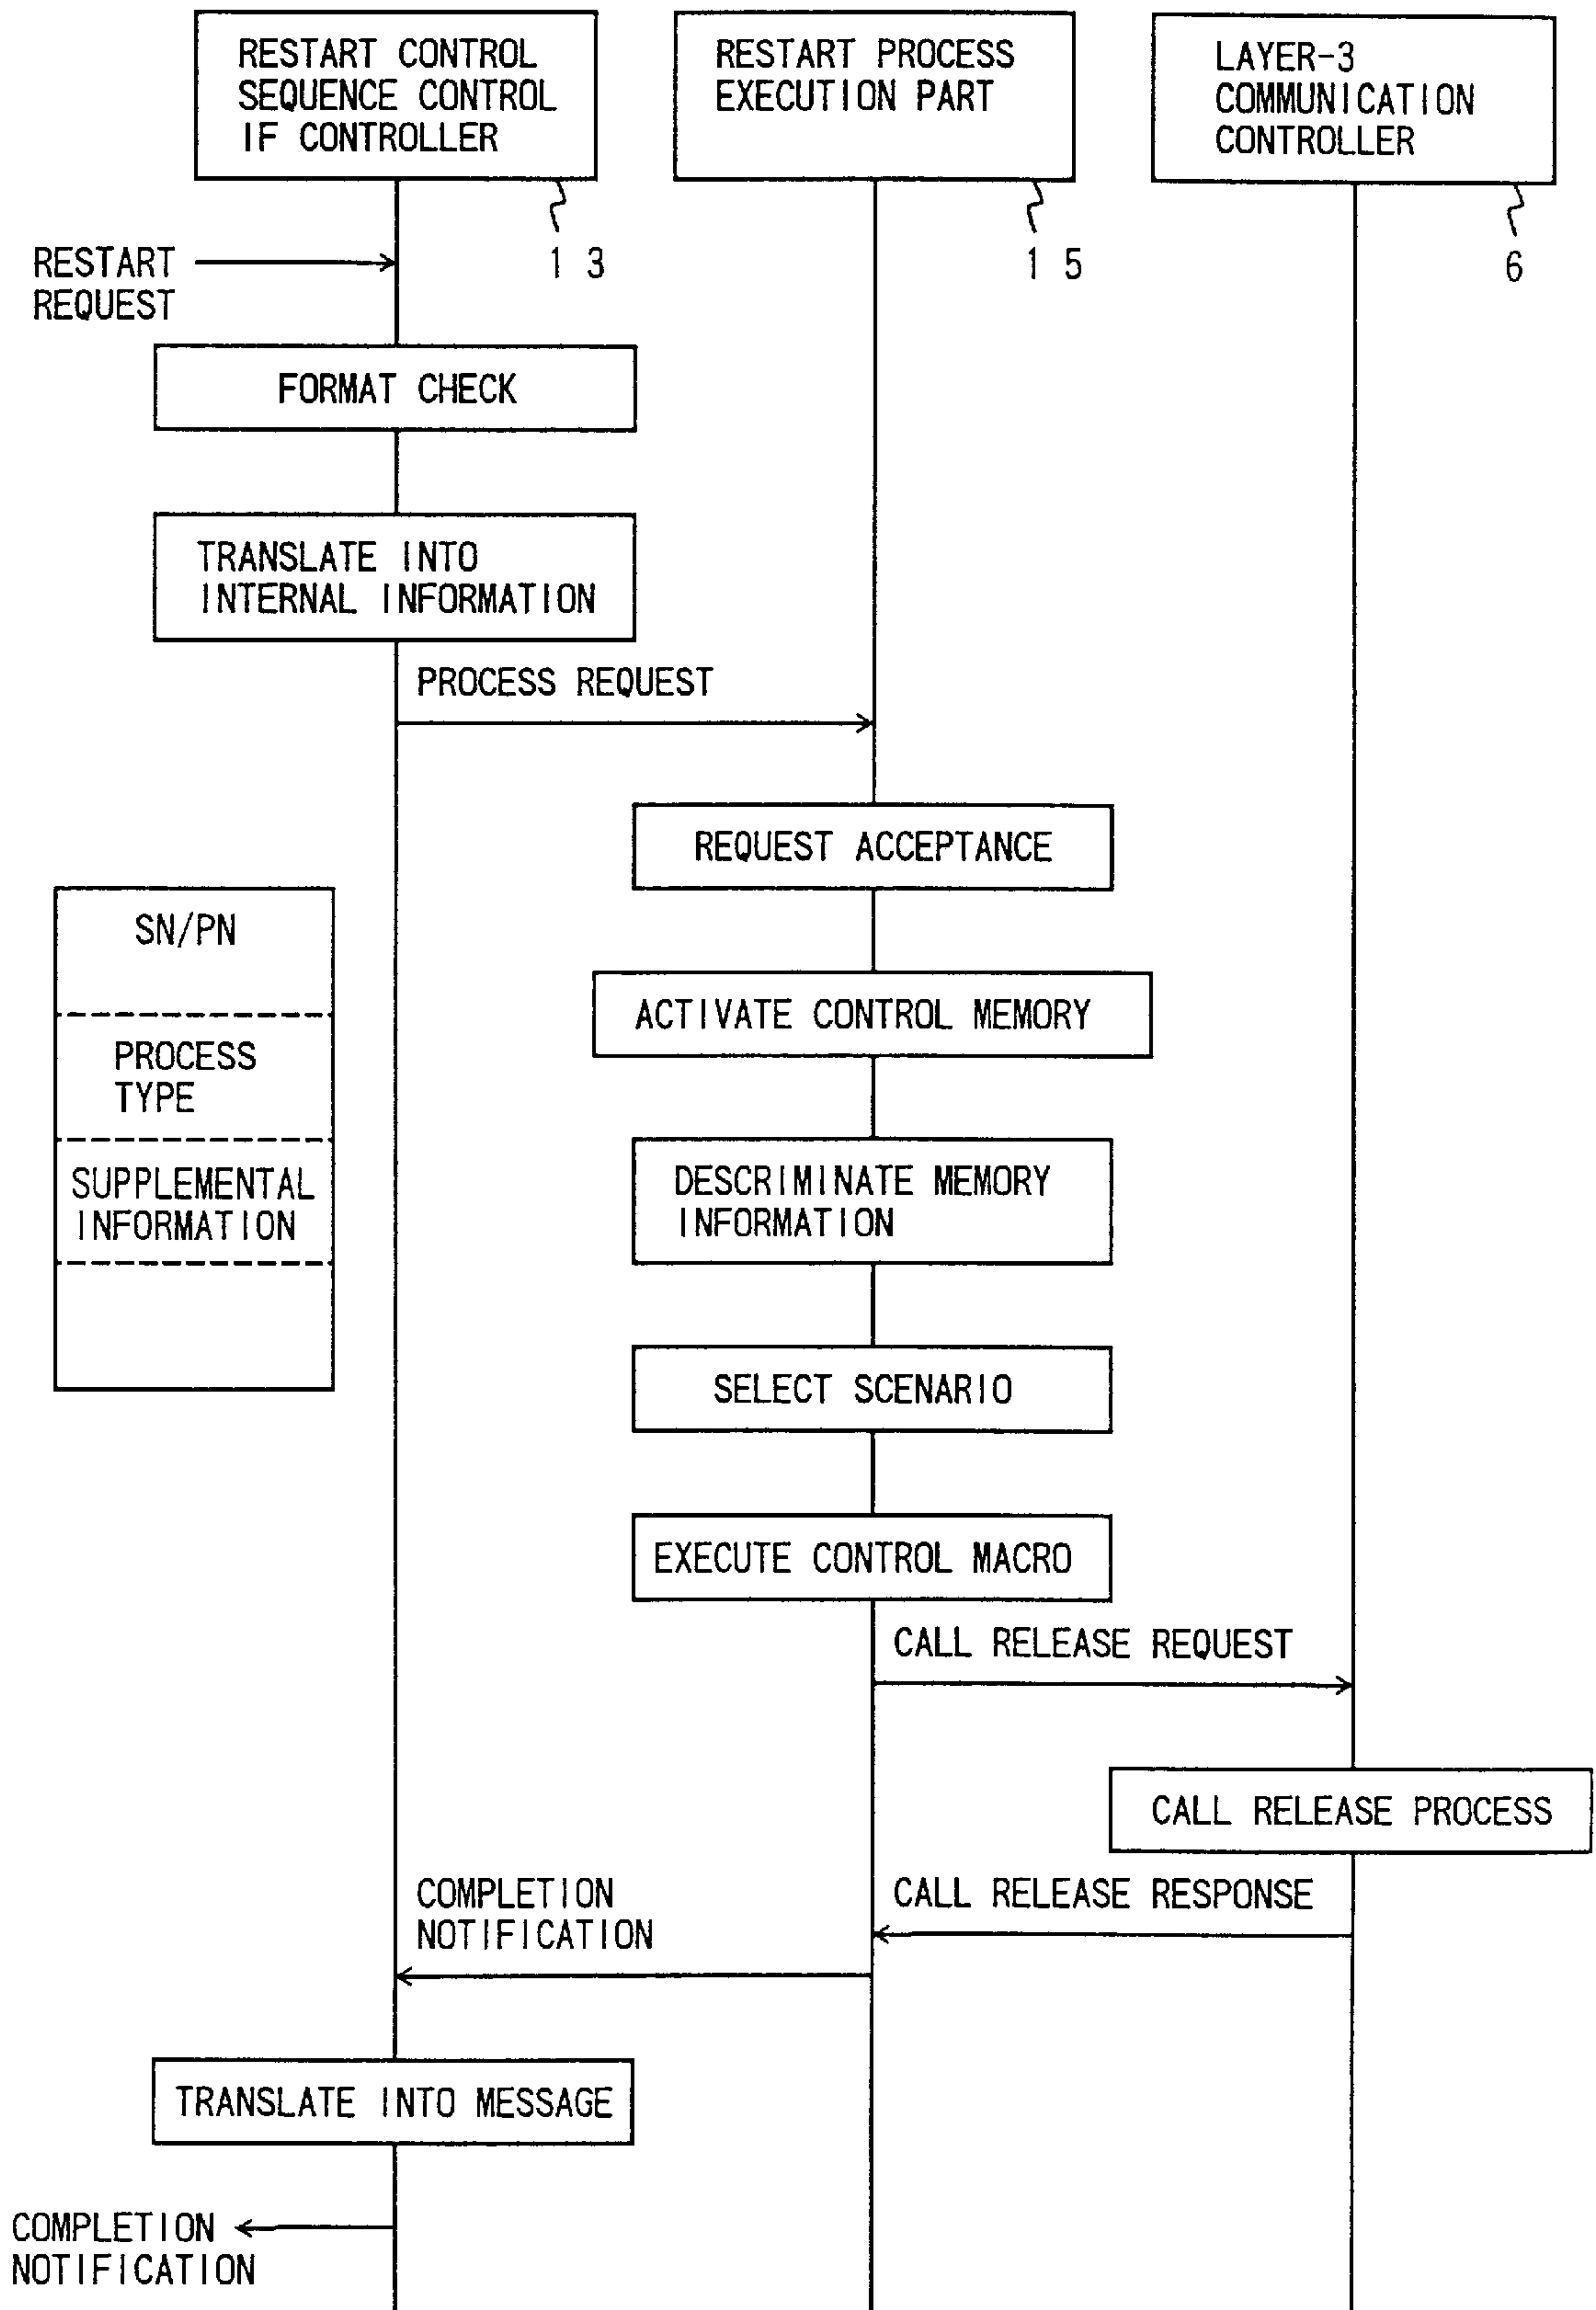 RESTART CONTROL
SEQUENCE CONTROL
IF CONTROLLER
RESTART PROCESS
EXECUTION PART
LAYER-3
COMMUNICATION
CONTROLLER
13
15
6
RESTART
REQUEST
FORMAT CHECK
TRANSLATE INTO
INTERNAL INFORMATION
PROCESS REQUEST
REQUEST ACCEPTANCE
SN/PN
PROCESS
TYPE
SUPPLEMENTAL
INFORMATION
ACTIVATE CONTROL MEMORY
DESCRIMINATE MEMORY
INFORMATION
SELECT SCENARIO
EXECUTE CONTROL MACRO
CALL RELEASE REQUEST
CALL RELEASE PROCESS
CALL RELEASE RESPONSE
COMPLETION
NOTIFICATION
TRANSLATE INTO MESSAGE
COMPLETION
NOTIFICATION